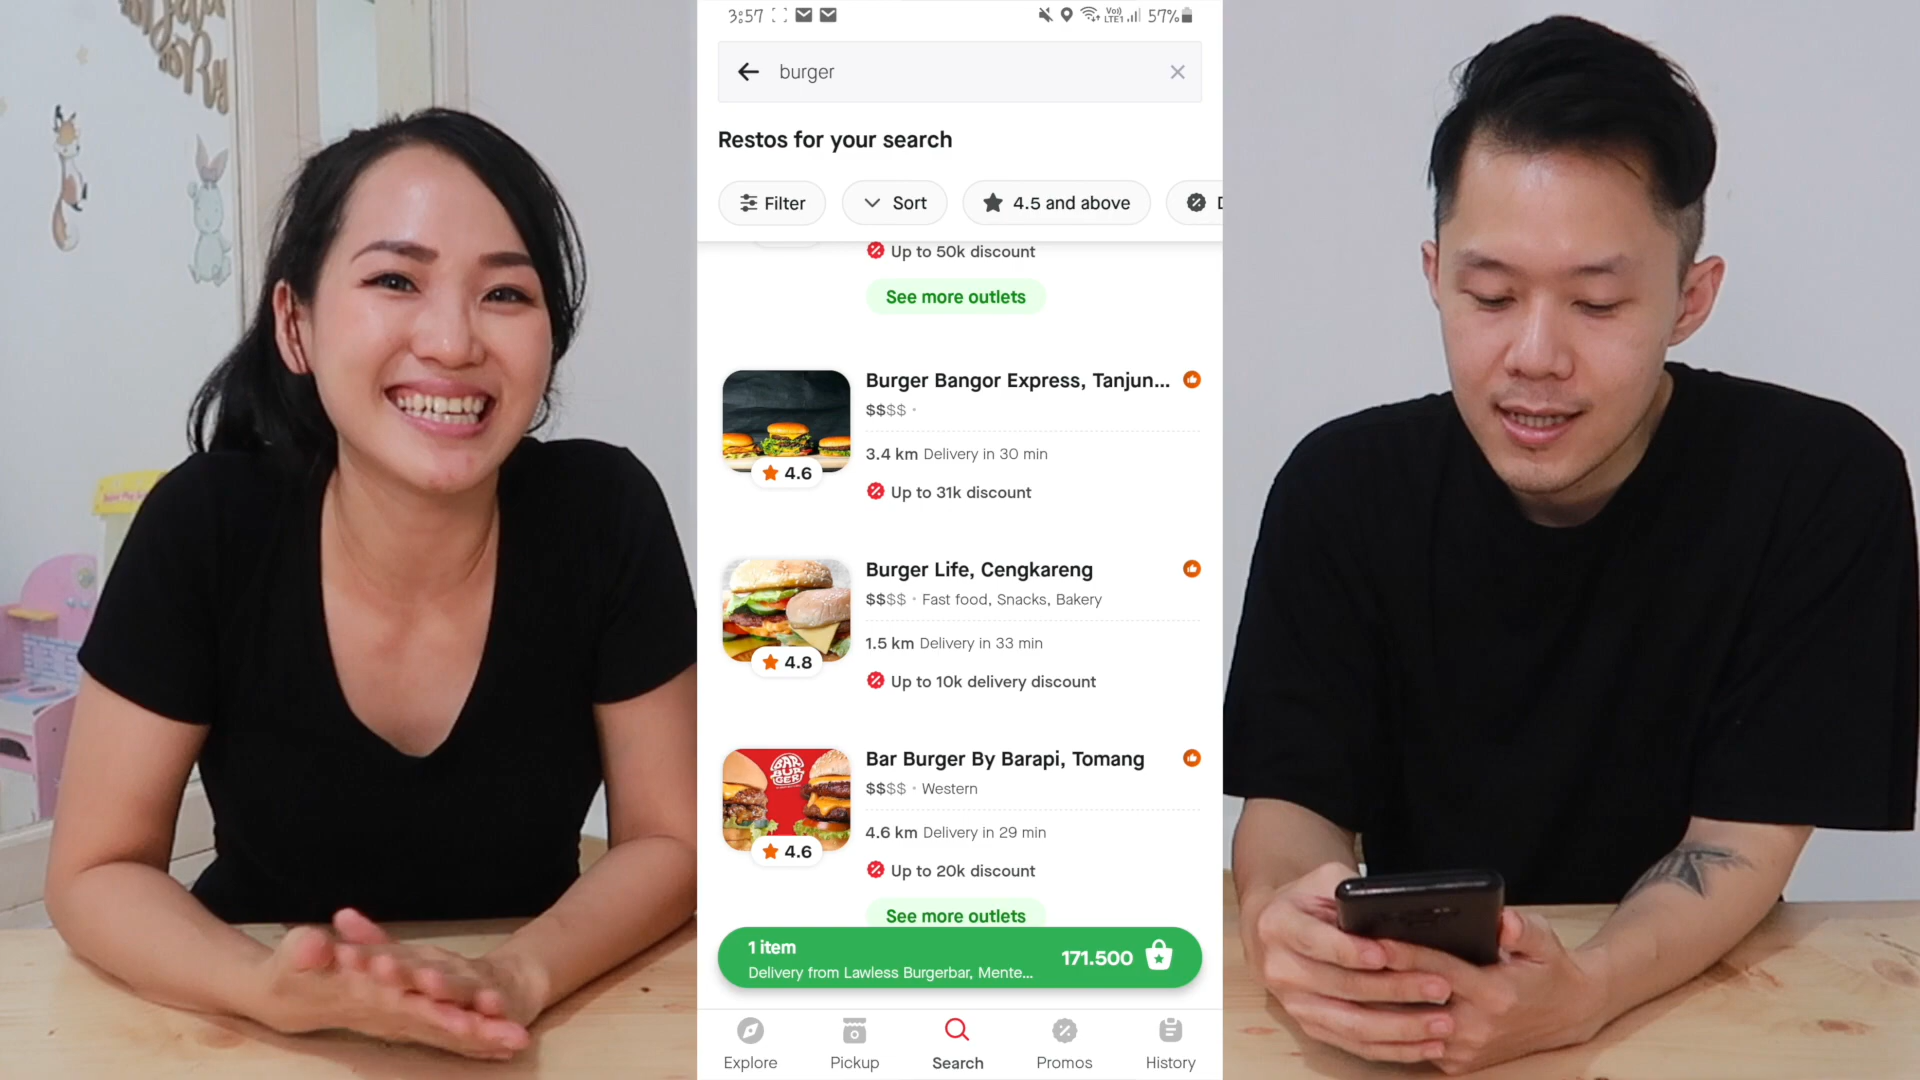 3:57
Vo))
LTE1
57%
burger
Restos for your search
Filter
Sort
4.5 and above
Up to 50k discount
See more outlets
Burger Bangor Express, Tanjun...
$$$$ ·
4.6
3.4 km Delivery in 30 min
Up to 31k discount
Burger Life, Cengkareng
$$$$ · Fast food, Snacks, Bakery
4.8
1.5 km Delivery in 33 min
Up to 10k delivery discount
Bar Burger By Barapi, Tomang
$$$$ · Western
BAR
BUR
GER
4.6
4.6 km Delivery in 29 min
Up to 20k discount
See more outlets
1 item
171.500
Delivery from Lawless Burgerbar, Mente...
Explore
Pickup
Search
Promos
History